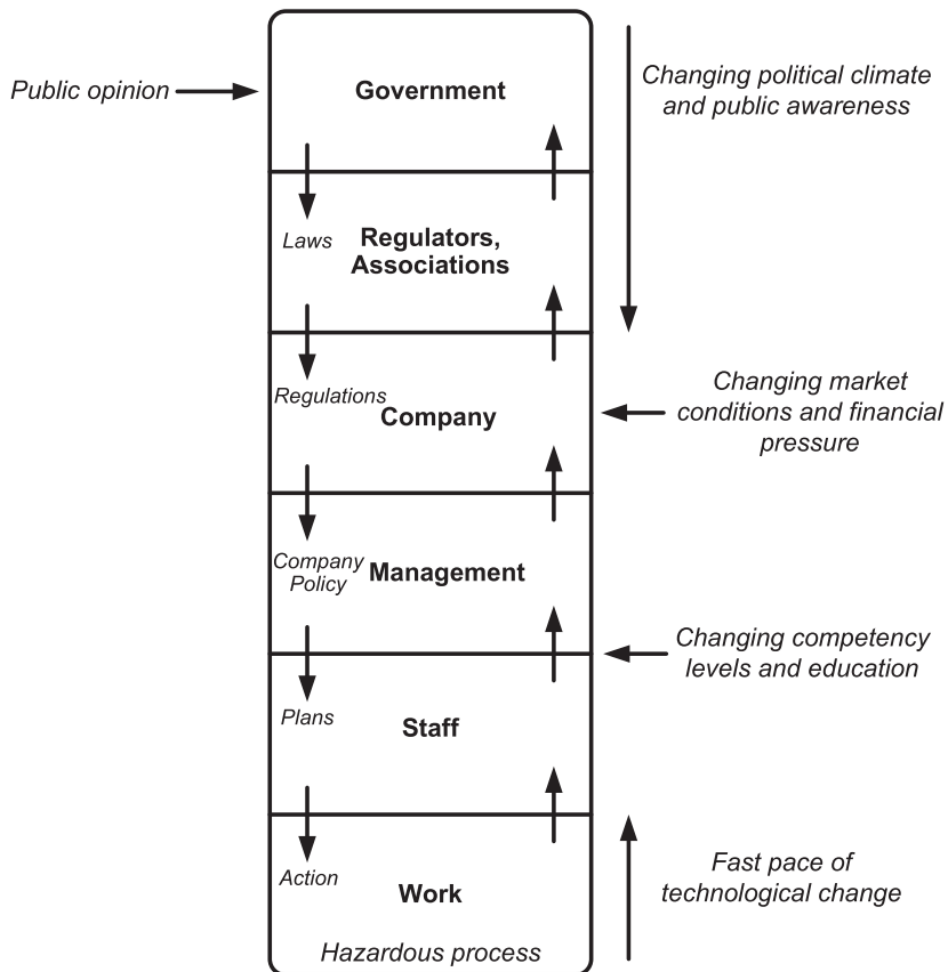 Public opinion
Government
Changing political climate
and public awareness
Laws
Regulators,
Associations
Regulations
Company
Changing market
conditions and financial
pressure
Company
Policy
Management
Changing competency
levels and education
Plans
Staff
Action
Work
Hazardous process
Fast pace of
technological change